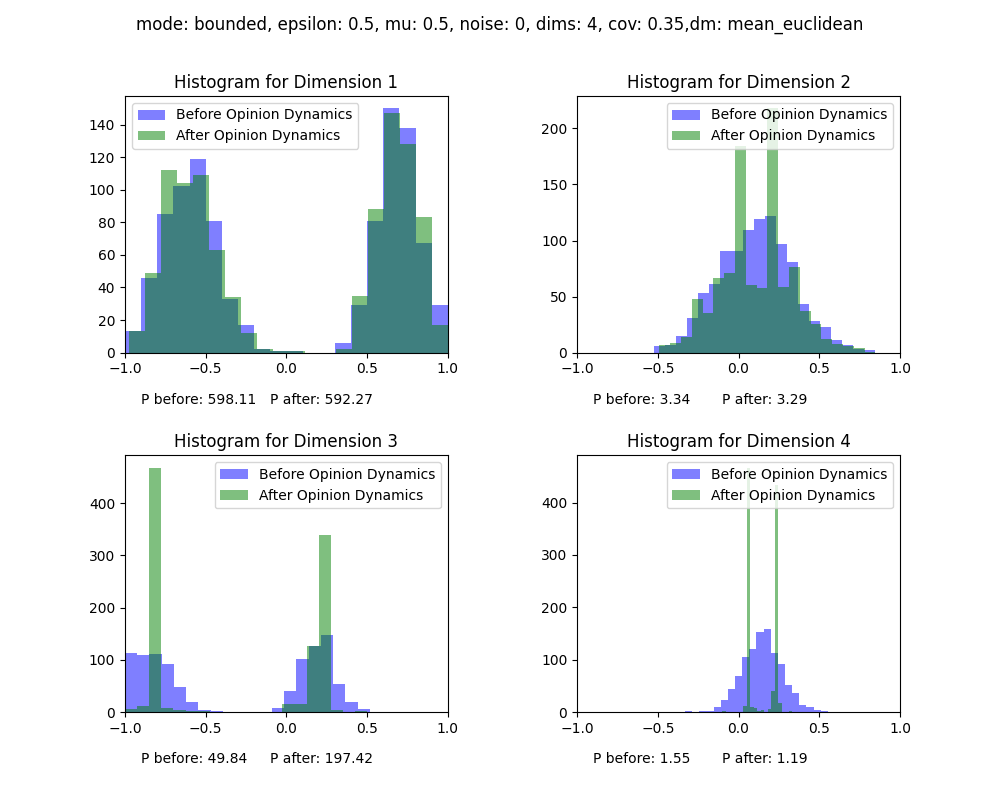 mode: bounded, epsilon: 0.5, mu: 0.5, noise: 0, dims: 4, cov: 0.35,dm: mean_euclidean
Histogram for Dimension 1
Before Opinion Dynamics
After Opinion Dynamics
140
120
100
80
60
40
20
0
−1.0 −0.5 0.0 0.5 1.0
P before: 598.11 P after: 592.27
Histogram for Dimension 2
Before Opinion Dynamics
After Opinion Dynamics
200
150
100
50
0
−1.0 −0.5 0.0 0.5 1.0
P before: 3.34 P after: 3.29
Histogram for Dimension 3
Before Opinion Dynamics
After Opinion Dynamics
400
300
200
100
0
−1.0 −0.5 0.0 0.5 1.0
P before: 49.84 P after: 197.42
Histogram for Dimension 4
Before Opinion Dynamics
After Opinion Dynamics
400
300
200
100
0
−1.0 −0.5 0.0 0.5 1.0
P before: 1.55 P after: 1.19